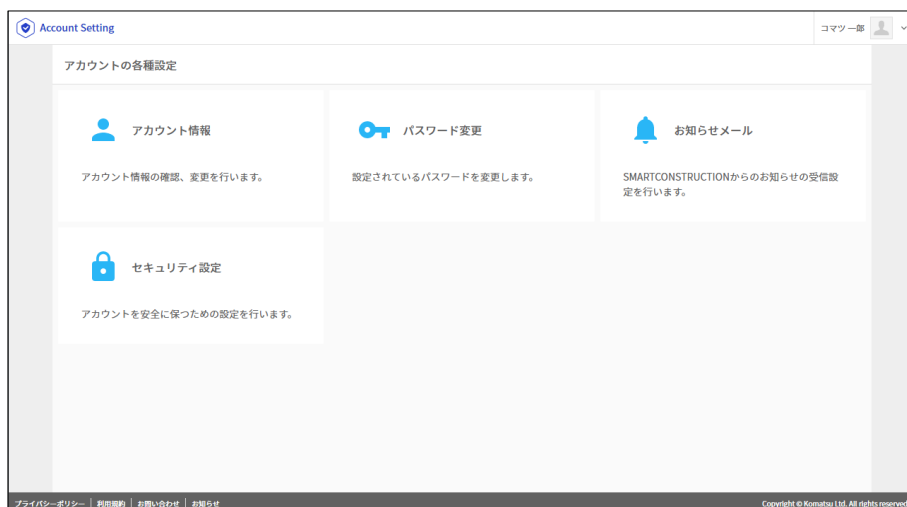 Account Setting
コマツ 一郎
アカウントの各種設定
アカウント情報
アカウント情報の確認、変更を行います。
パスワード変更
設定されているパスワードを変更します。
お知らせメール
SMARTCONSTRUCTIONからのお知らせの受信設
定を行います。
セキュリティ設定
アカウントを安全に保つための設定を行います。
プライバシーポリシー | 利用規約 | お問い合わせ | お知らせ
Copyright © Komatsu Ltd. All rights reserved